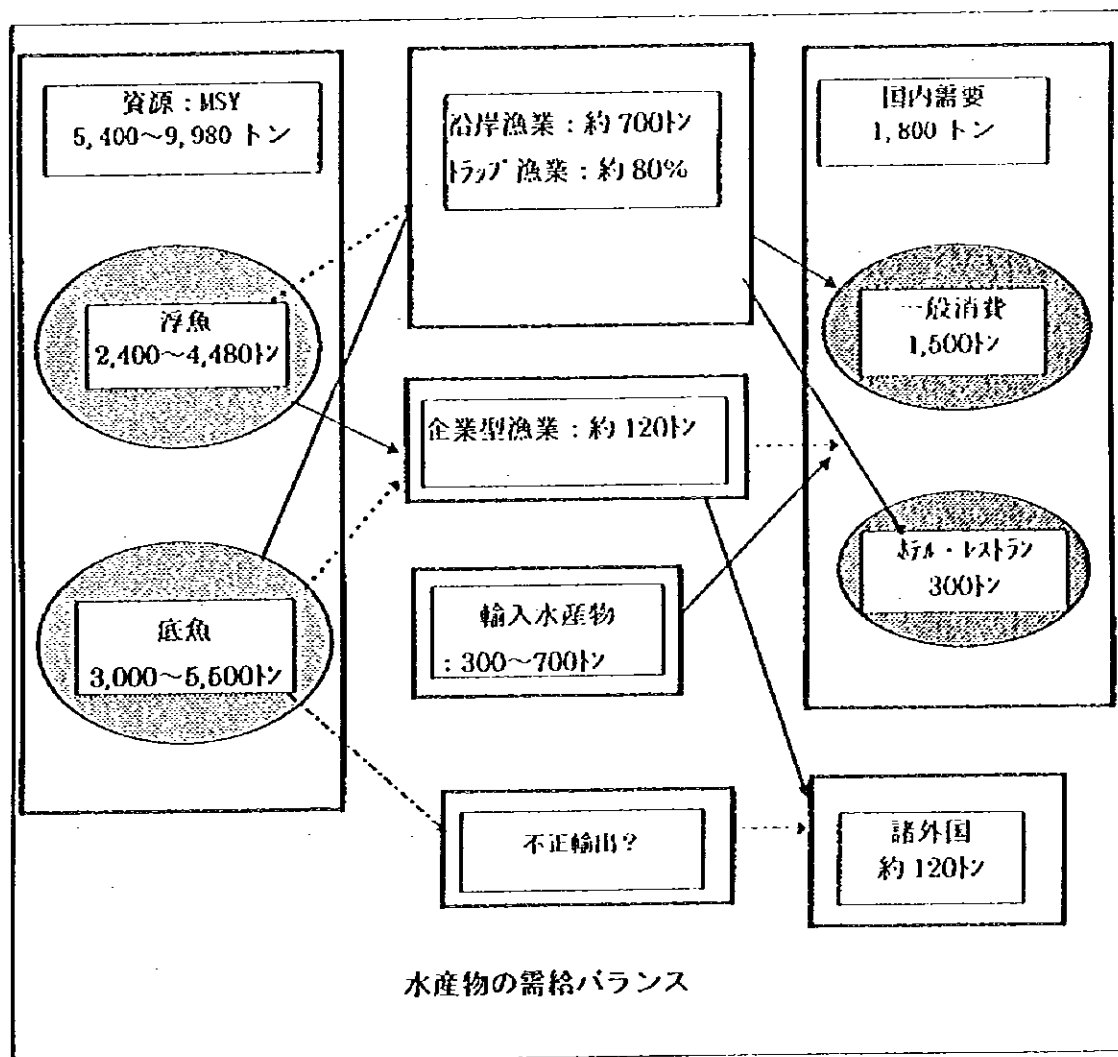 資源：MSY
5,400～9,980 トン
浮魚
2,400～4,480トン
底魚
3,000～5,500トン
沿岸漁業：約 700トン
トラップ 漁業：約 80%
企業型漁業：約 120トン
輸入水産物
：300～700トン
不正輸出？
国内需要
1,800 トン
一般消費
1,500トン
ホテル・レストラン
300トン
諸外国
約 120トン
水産物の需給バランス